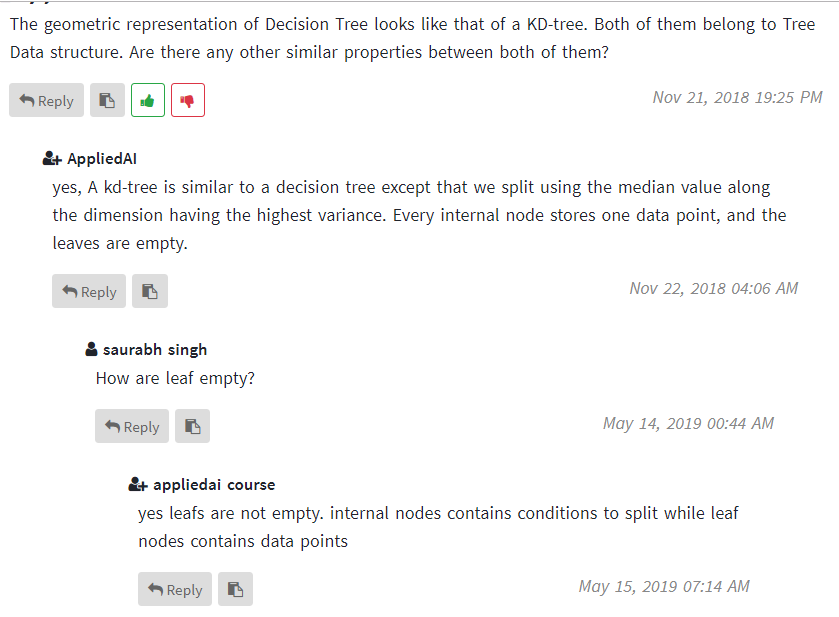 The geometric representation of Decision Tree looks like that of a KD-tree. Both of them belong to Tree
Data structure. Are there any other similar properties between both of them?
Reply
Nov 21, 2018 19:25 PM
AppliedAI
yes, A kd-tree is similar to a decision tree except that we split using the median value along
the dimension having the highest variance. Every internal node stores one data point, and the
leaves are empty.
Reply
Nov 22, 2018 04:06 AM
saurabh singh
How are leaf empty?
Reply
May 14, 2019 00:44 AM
appliedai course
yes leafs are not empty. internal nodes contains conditions to split while leaf
nodes contains data points
Reply
May 15, 2019 07:14 AM